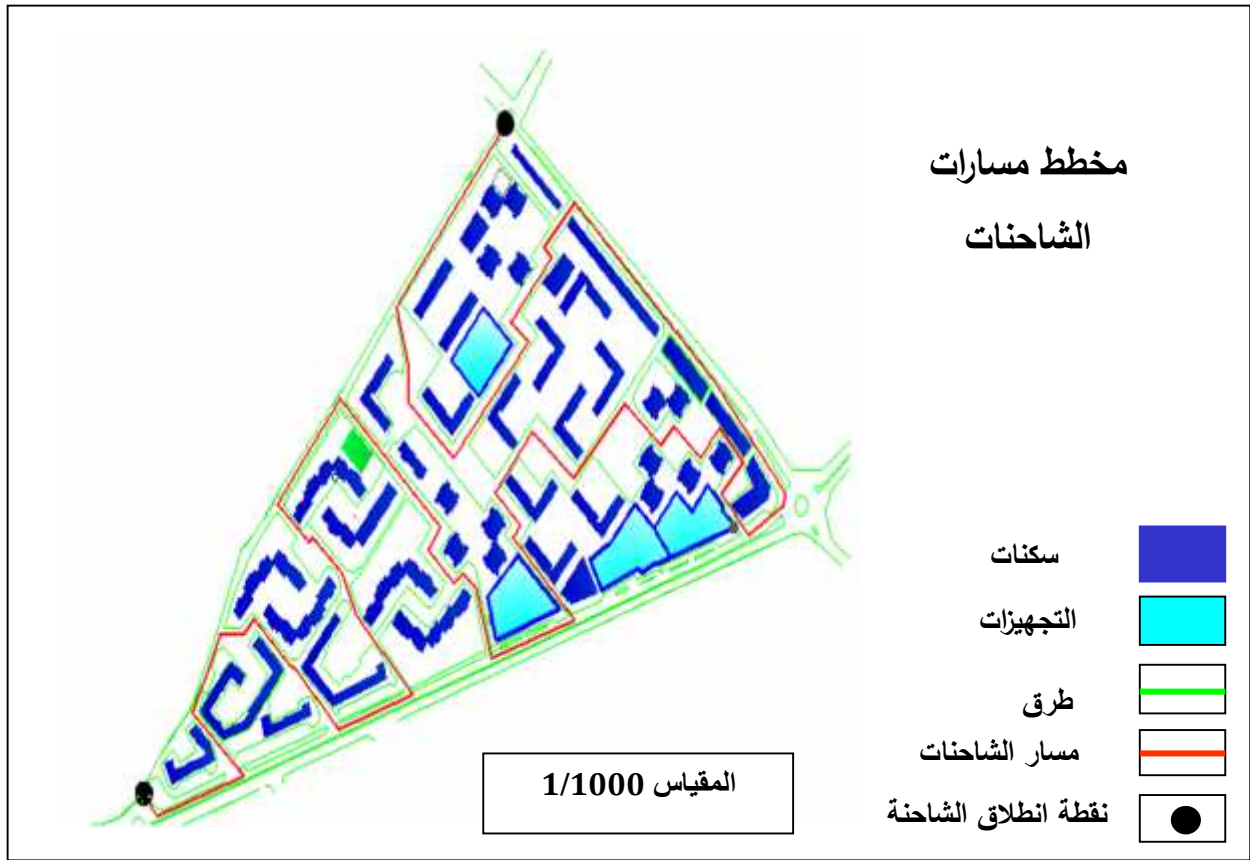 مخطط مسارات
الشاحنات
سكنات
التجهيزات
طرق
مسار الشاحنات
نقطة انطلاق الشاحنة
المقياس 1/1000